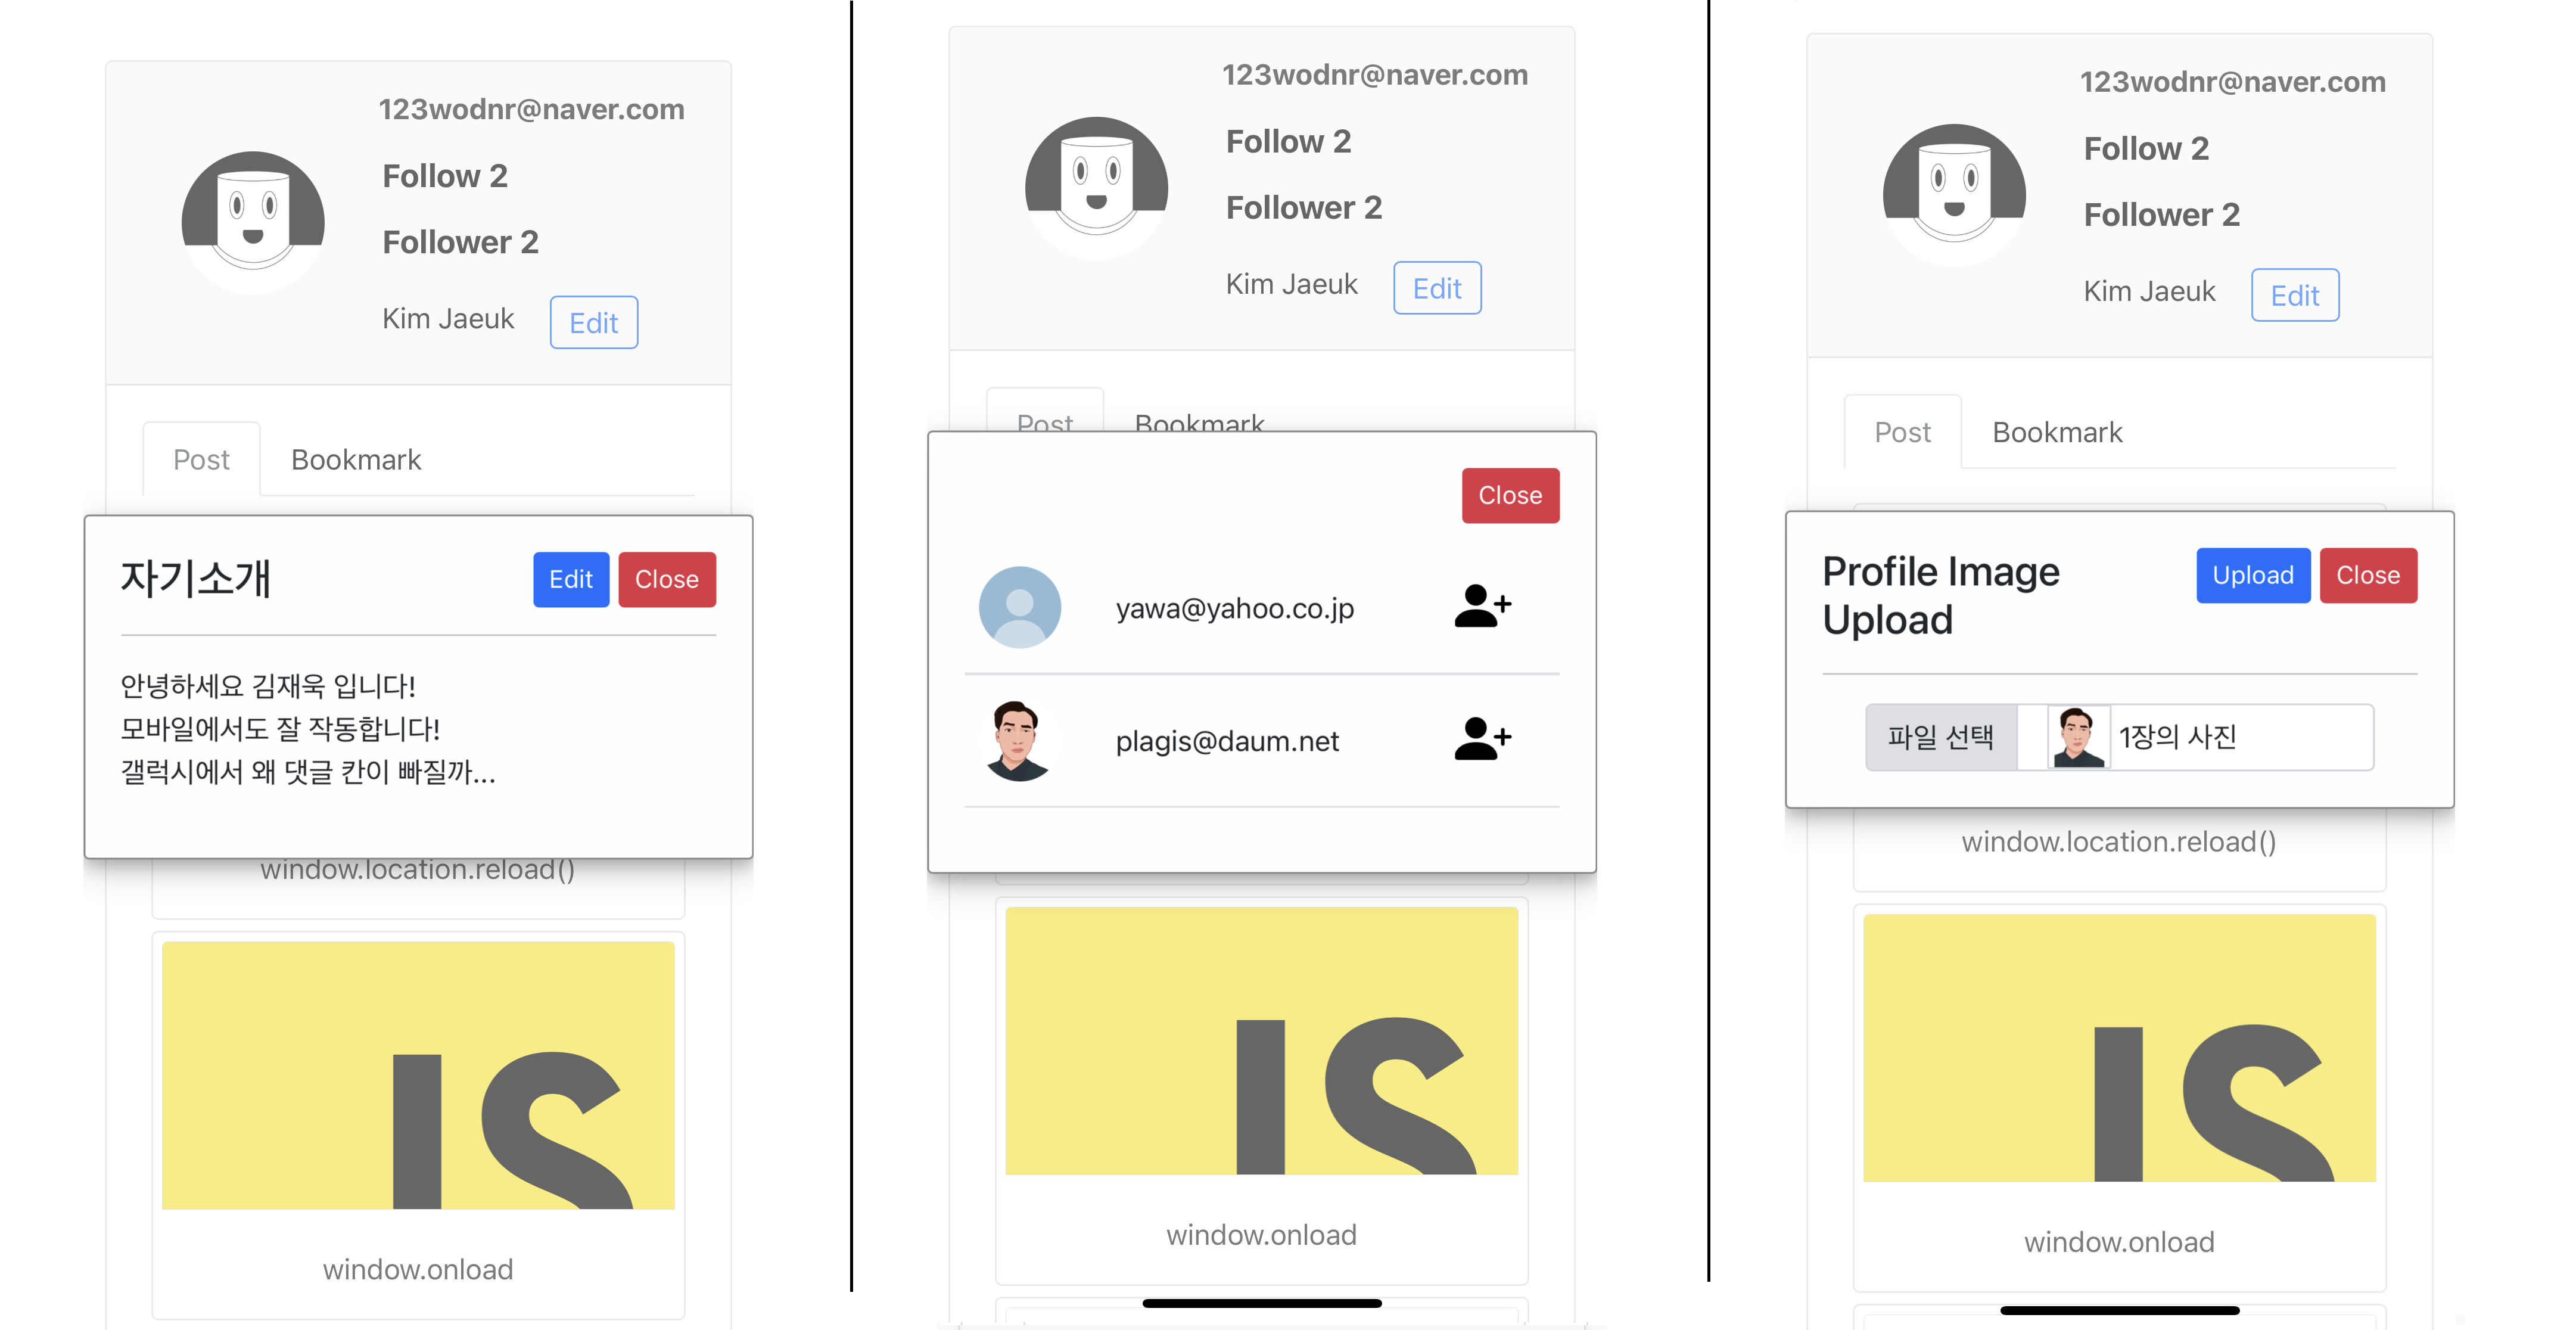 123wodnr@naver.com
Follow 2
Follower 2
Kim Jaeuk
Edit
Post
Bookmark
자기소개
Edit
Close
안녕하세요 김재욱 입니다!
모바일에서도 잘 작동합니다!
갤럭시에서 왜 댓글 칸이 빠질까...
window.location.reload()
JS
window.onload
123wodnr@naver.com
Follow 2
Follower 2
Kim Jaeuk
Edit
Post
Bookmark
Close
yawa@yahoo.co.jp
plagis@daum.net
JS
window.onload
123wodnr@naver.com
Follow 2
Follower 2
Kim Jaeuk
Edit
Post
Bookmark
Profile Image
Upload
Upload
Close
파일 선택
1장의 사진
window.location.reload()
JS
window.onload